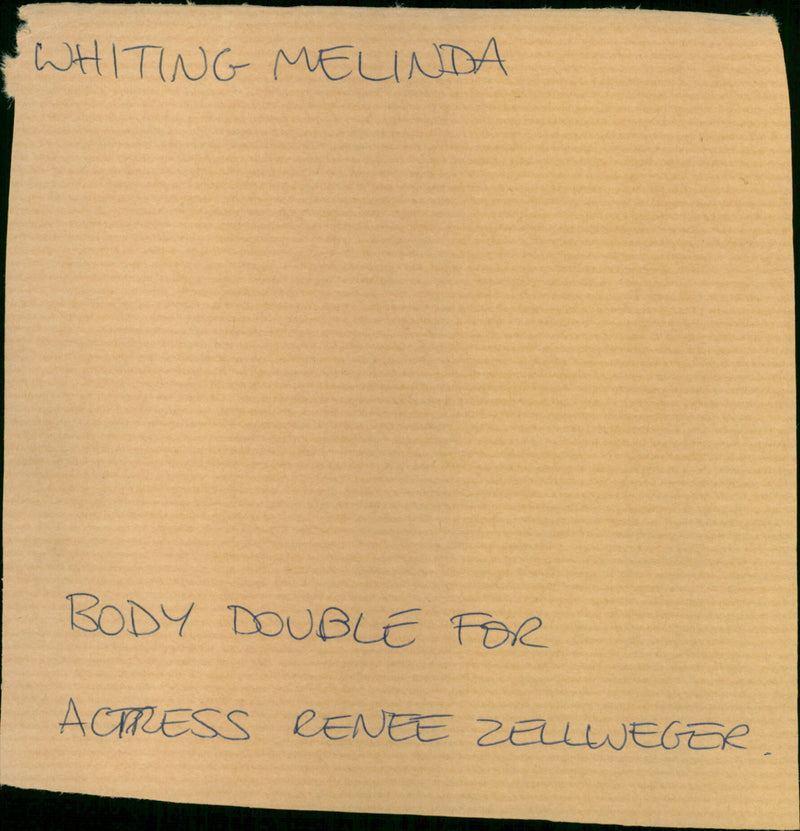 WHITING MELINDA
BODY DOUBLE FOR
ACTRESS RENEE ZELLWEGER.